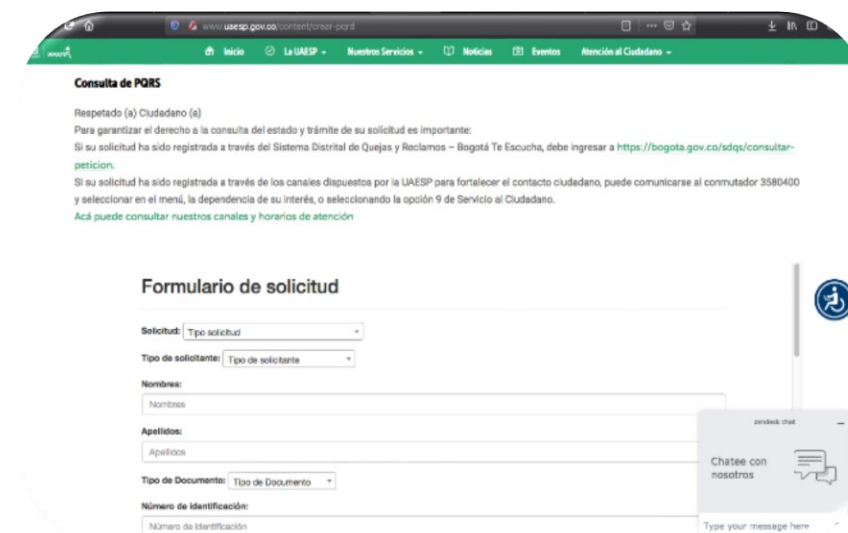 www.uaesp.gov.co/content/creer-pqrd
Inicio La UAESP Nuestros Servicios Noticias Eventos Atención al Ciudadano
Consulta de PQRS
Respetado (a) Ciudadano (a)
Para garantizar el derecho a la consulta del estado y trámite de su solicitud es importante:
Si su solicitud ha sido registrada a través del Sistema Distrital de Quejas y Reclamos – Bogotá Te Escucha, debe ingresar a https://bogota.gov.co/sdqs/consultar-
peticion.
Si su solicitud ha sido registrada a través de los canales dispuestos por la UAESP para fortalecer el contacto ciudadano, puede comunicarse al conmutador 3580400
y seleccionar en el menú, la dependencia de su interés, o seleccionando la opción 9 de Servicio al Ciudadano.
Acá puede consultar nuestros canales y horarios de atención
Formulario de solicitud
Solicitud: Tipo solicitud
Tipo de solicitante: Tipo de solicitante
Nombres:
Nombres
Apellidos:
Apellidos
Tipo de Documento: Tipo de Documento
Número de identificación:
Número de Identificación
zendesk chat
Chatee con
nosotros
Type your message here